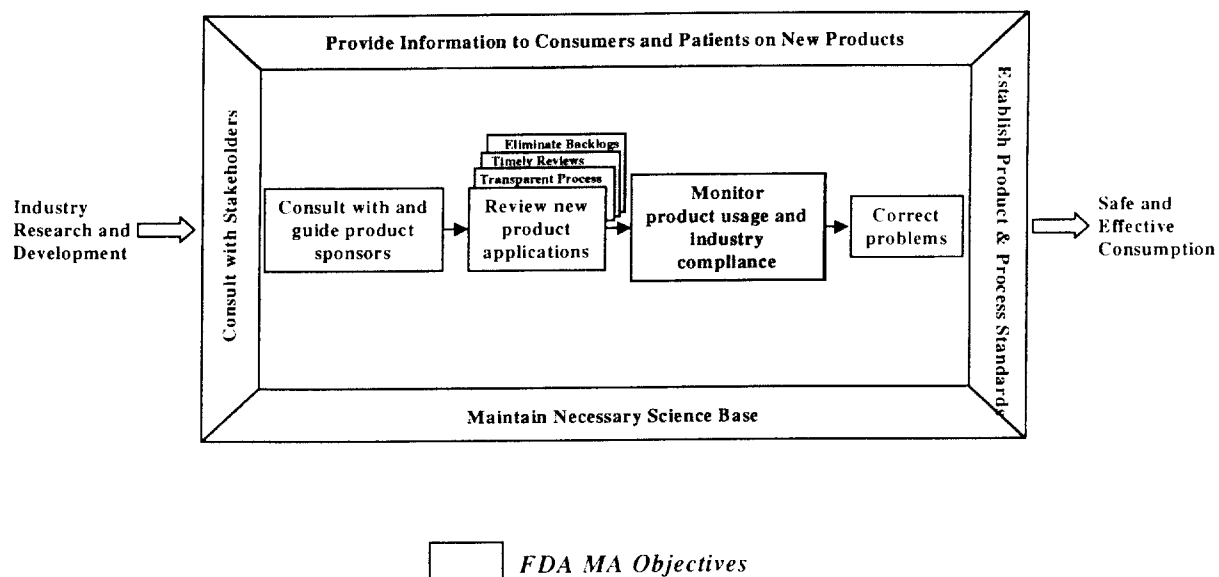 Provide Information to Consumers and Patients on New Products
Consult with Stakeholders
Industry
Research and
Development
Consult with and
guide product
sponsors
Eliminate Backlogs
Timely Reviews
Transparent Process
Review new
product
applications
Monitor
product usage and
industry
compliance
Correct
problems
Establish Product & Process Standards
Safe and
Effective
Consumption
Maintain Necessary Science Base
FDA MA Objectives